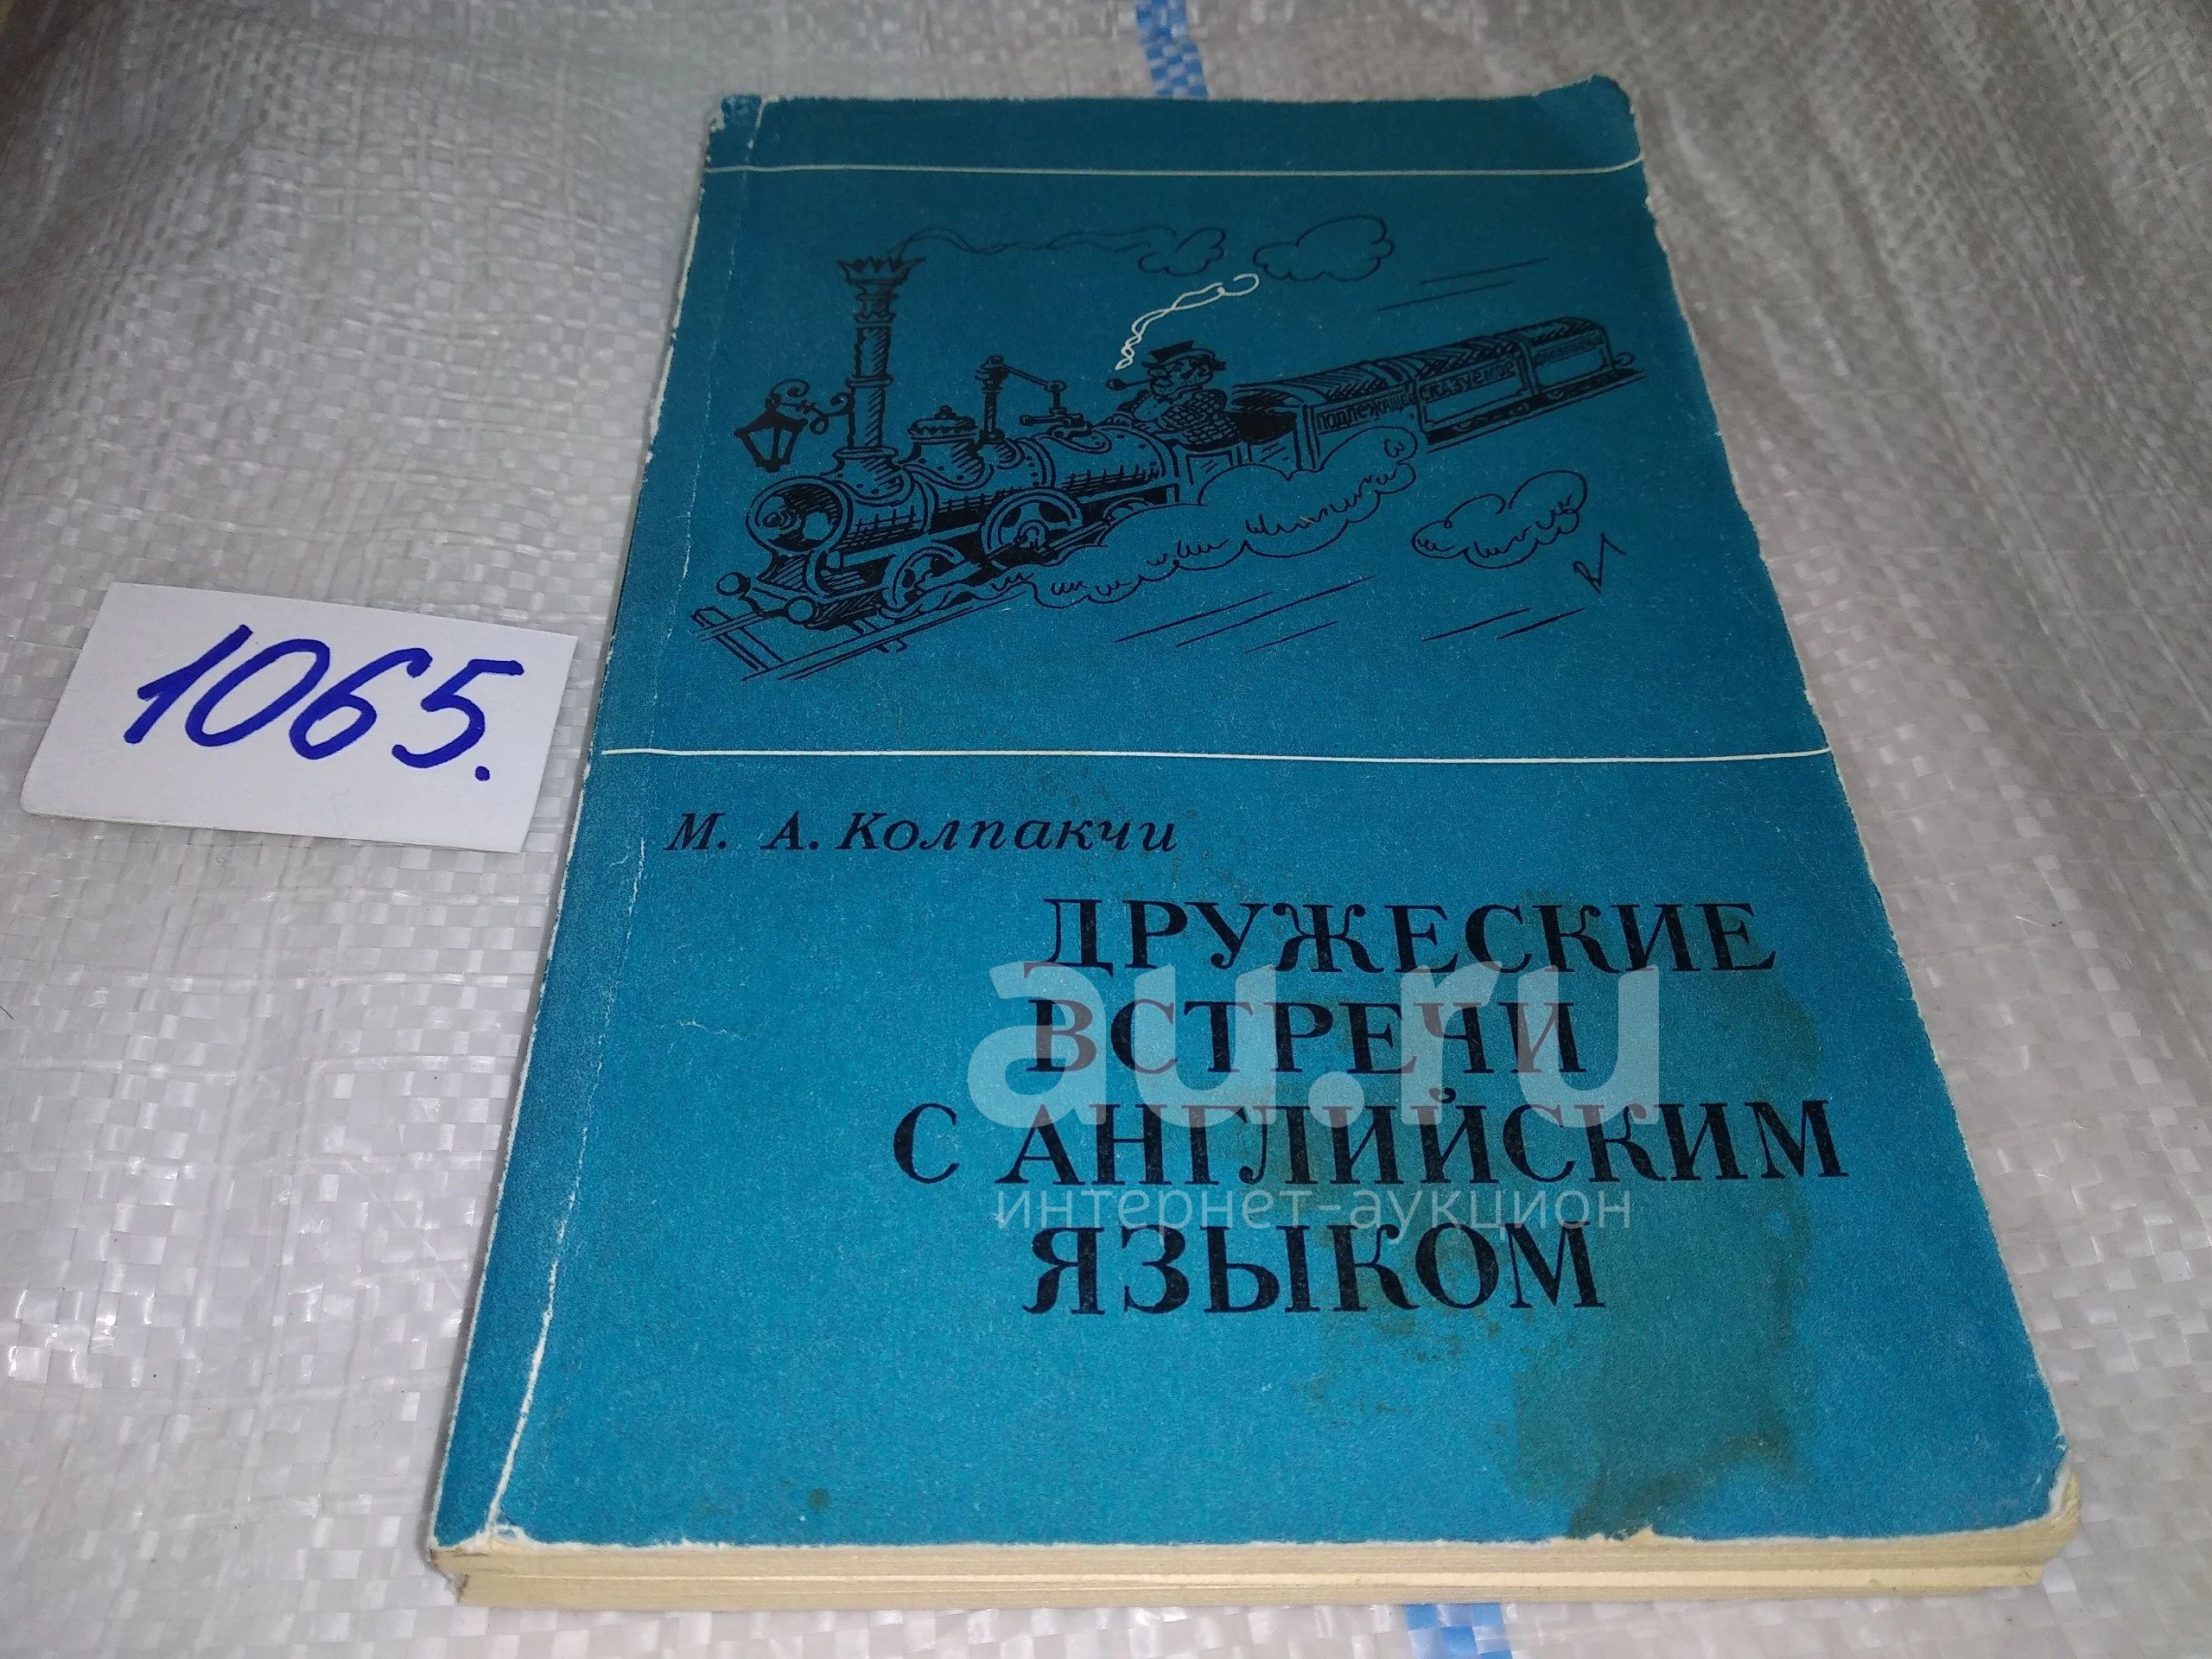 ПОДЛЕЖАЩЕЕ
СКАЗУЕМОЕ
1065.
М. А. Колпакчи
ДРУЖЕСКИЕ
ВСТРЕЧИ
С АНГЛИЙСКИМ
ЯЗЫКОМ
au.ru
интернет-аукцион